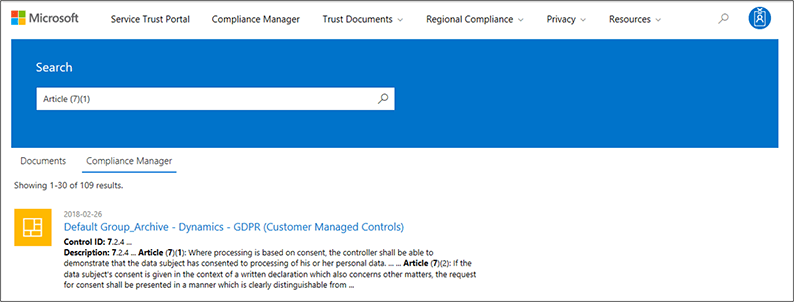 Microsoft Service Trust Portal Compliance Manager Trust Documents Regional Compliance Privacy Resources
Search
Article (7)(1)
Documents Compliance Manager
Showing 1-30 of 109 results.
2018-02-26
Default Group_Archive - Dynamics - GDPR (Customer Managed Controls)
Control ID: 7.2.4 ...
Description: 7.2.4 ... Article (7)(1): Where processing is based on consent, the controller shall be able to
demonstrate that the data subject has consented to processing of his or her personal data. ... ... Article (7)(2): If the
data subject's consent is given in the context of a written declaration which also concerns other matters, the request
for consent shall be presented in a manner which is clearly distinguishable from ...